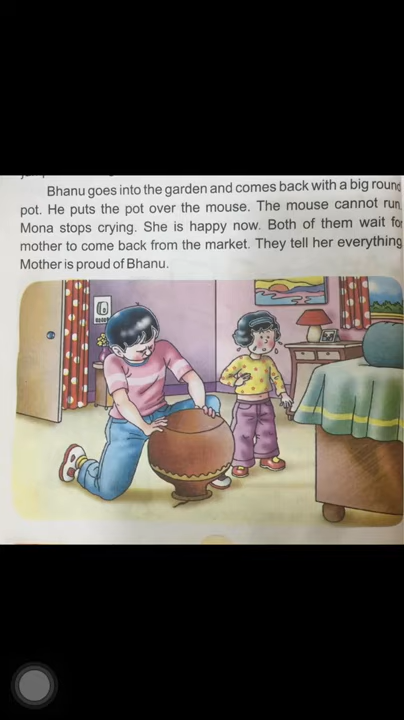 Bhanu goes into the garden and comes back with a big round
pot. He puts the pot over the mouse. The mouse cannot run.
Mona stops crying. She is happy now. Both of them wait for
mother to come back from the market. They tell her everything
Mother is proud of Bhanu.